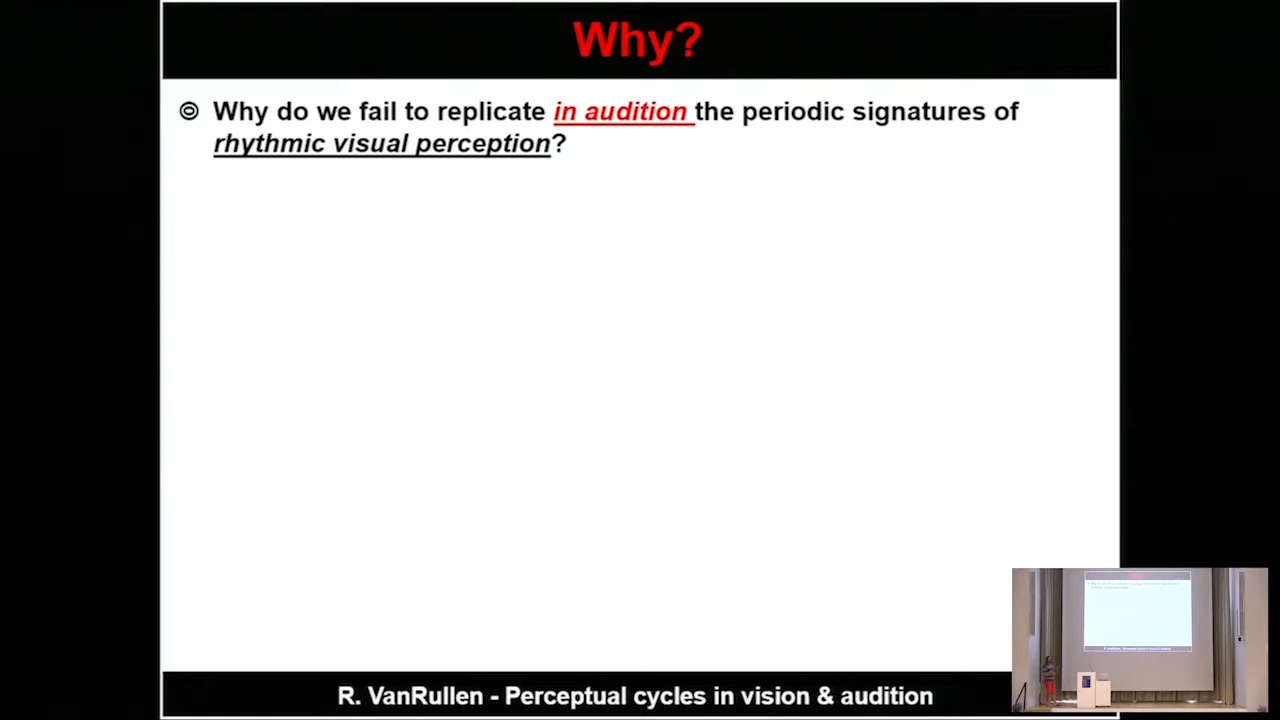 Why?
Why do we fail to replicate in audition the periodic signatures of
rhythmic visual perception?
R. VanRullen - Perceptual cycles in vision & audition